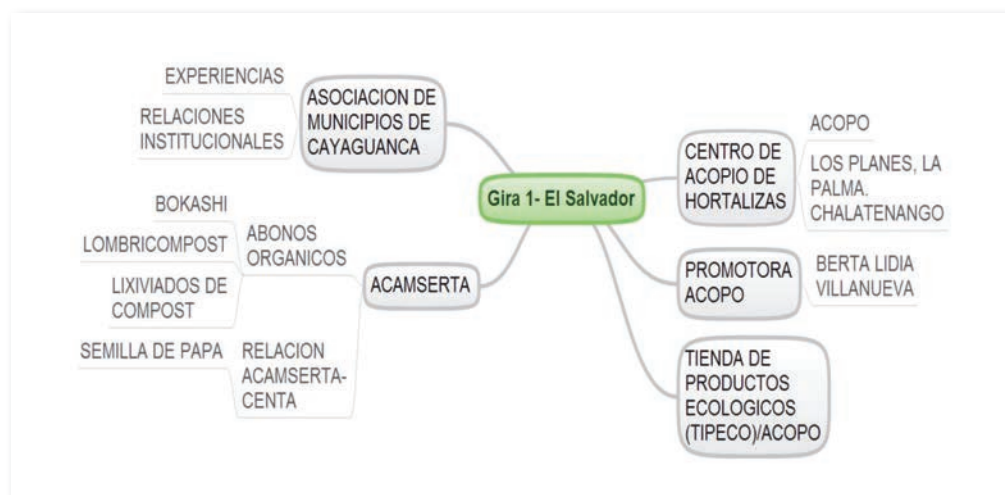 EXPERIENCIAS
RELACIONES
INSTITUCIONALES
ASOCIACION DE
MUNICIPIOS DE
CAYAGUANCA
BOKASHI
LOMBRICOMPOST
LIXIVIADOS DE
COMPOST
ABONOS
ORGANICOS
SEMILLA DE PAPA
RELACION
ACAMSERTA-
CENTA
ACAMSERTA
Gira 1- El Salvador
CENTRO DE
ACOPIO DE
HORTALIZAS
ACOPO
LOS PLANES, LA
PALMA.
CHALATENANGO
PROMOTORA
ACOPO
BERTA LIDIA
VILLANUEVA
TIENDA DE
PRODUCTOS
ECOLOGICOS
(TIPECO)/ACOPO